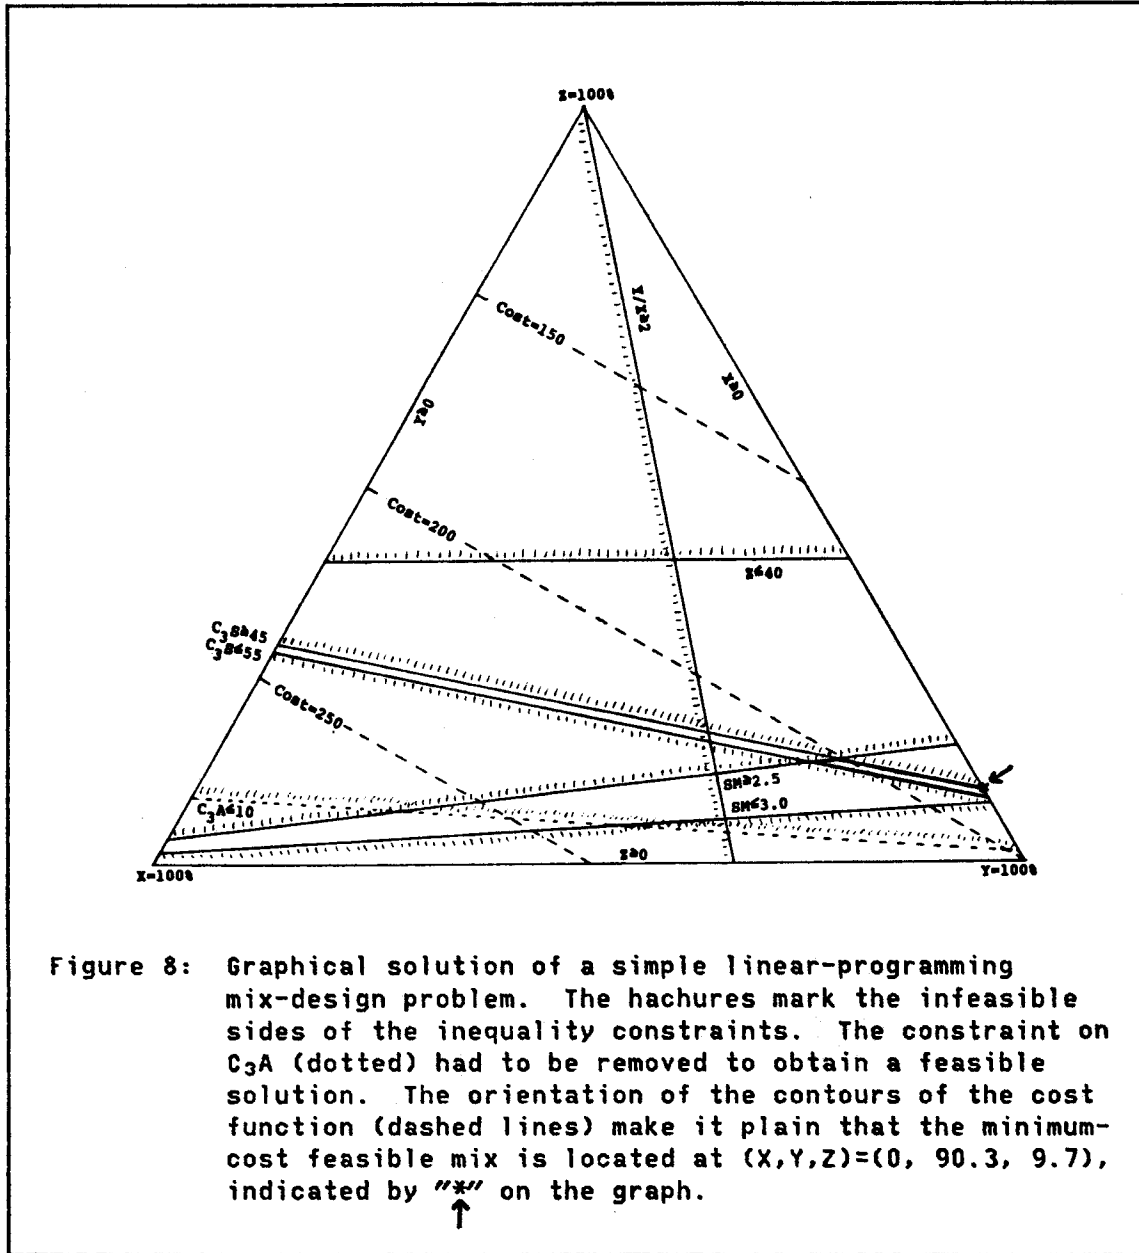 Z=100%
Cost=150
Y/X≥2
X≥0
Y≥0
Cost=200
Z≤40
C₃S≥45
C₃S≤55
Cost=250
SM≥2.5
C₃A≤10
SM≤3.0
Z≥0
X=100%
Y=100%
Figure 8: Graphical solution of a simple linear-programming
mix-design problem. The hachures mark the infeasible
sides of the inequality constraints. The constraint on
C₃A (dotted) had to be removed to obtain a feasible
solution. The orientation of the contours of the cost
function (dashed lines) make it plain that the minimum-
cost feasible mix is located at (X,Y,Z)=(0, 90.3, 9.7),
indicated by "*" on the graph.